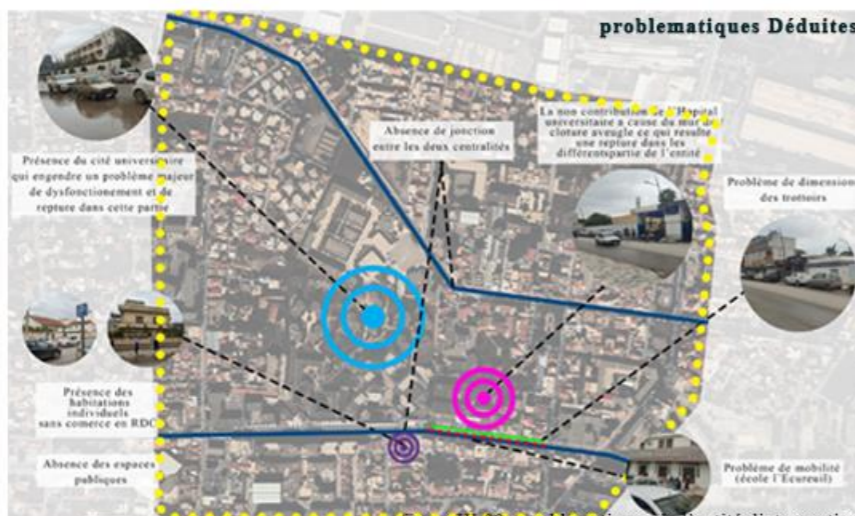 problematiques Déduites
La non contribution de l'Hopital
universitaire a cause du mur de
cloture aveugle ce qui resulte
une repture dans les
différentspartie de l'entité
Absence de jonction
entre les deux centralités
Présence du cité universitaire
qui engendre un problème majeur
de dysfonctionement et de
repture dans cette partie
Problème de dimension
des trottoirs
Présence des
habitations
individuels
sans comerce en RDC
Absence des espaces
publiques
Problème de mobilité
(école l'Ecureuil)